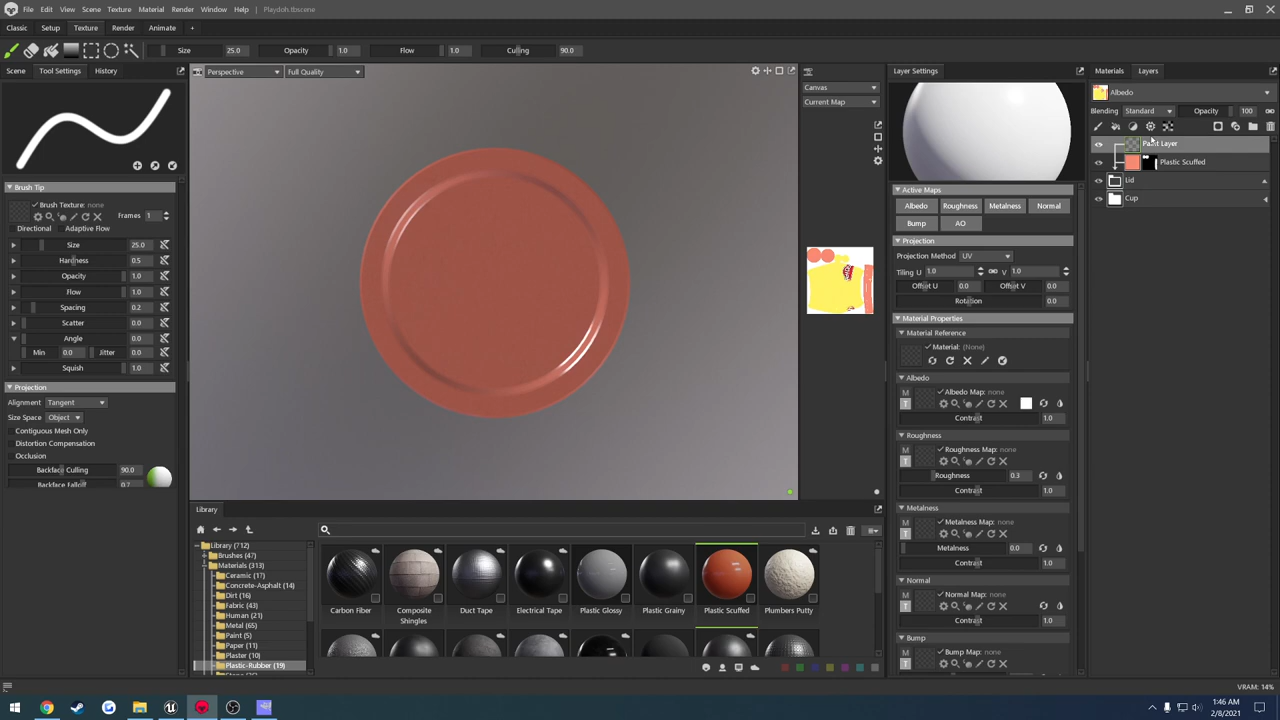 File Edit View Scene Texture Material Render Window Help Playdoh.tbscene
Classic Setup Texture Render Animate +
Size 25.0 Opacity 1.0 Flow 1.0 Culling 90.0
Scene Tool Settings History
Perspective Full Quality
Canvas
Current Map
Layer Settings
Materials Layers
Albedo
Blending Standard Opacity 100
Paint Layer
Plastic Scuffed
Lid
Cup
Brush Tip
Brush Texture: none Frames 1
Directional Adaptive Flow
Size 25.0
Hardness 0.5
Opacity 1.0
Flow 1.0
Spacing 0.2
Scatter 0.0
Angle 0.0
Min 0.0 Jitter 0.0
Squish 1.0
Projection
Alignment Tangent
Size Space Object
Contiguous Mesh Only
Distortion Compensation
Occlusion
Backface Culling 90.0
Backface Falloff 0.7
Active Maps
Albedo Roughness Metalness Normal
Bump AO
Projection
Projection Method UV
Tiling U 1.0 V 1.0
Offset U 0.0 Offset V 0.0
Rotation 0.0
Material Properties
Material Reference
Material: (None)
Albedo
M
T
Albedo Map: none
Contrast 1.0
Roughness
M
T
Roughness Map: none
Roughness 0.3
Contrast 1.0
Metalness
M
T
Metalness Map: none
Metalness 0.0
Contrast 1.0
Normal
M
T
Normal Map: none
Contrast 1.0
Bump
M
T
Bump Map: none
Library
Library (712)
Brushes (47)
Materials (313)
Ceramic (17)
Concrete-Asphalt (14)
Dirt (16)
Fabric (43)
Human (21)
Metal (65)
Paint (5)
Paper (11)
Plaster (10)
Plastic-Rubber (19)
Carbon Fiber
Composite Shingles
Duct Tape
Electrical Tape
Plastic Glossy
Plastic Grainy
Plastic Scuffed
Plumbers Putty
VRAM: 14%
1:46 AM
2/8/2021